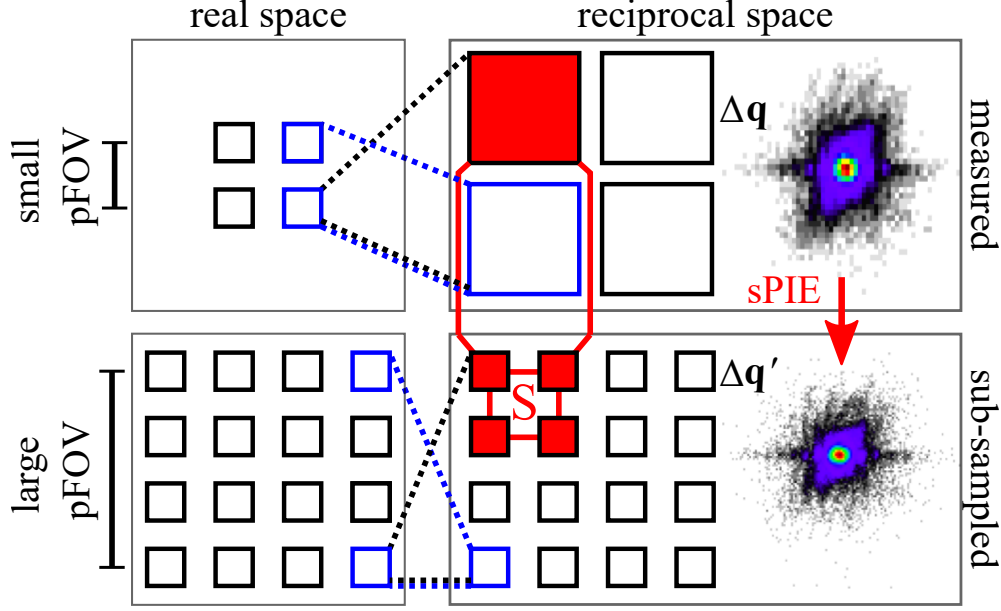 real space
reciprocal space
small
pFOV
Δq
measured
sPIE
large
pFOV
S
Δq′
sub-sampled